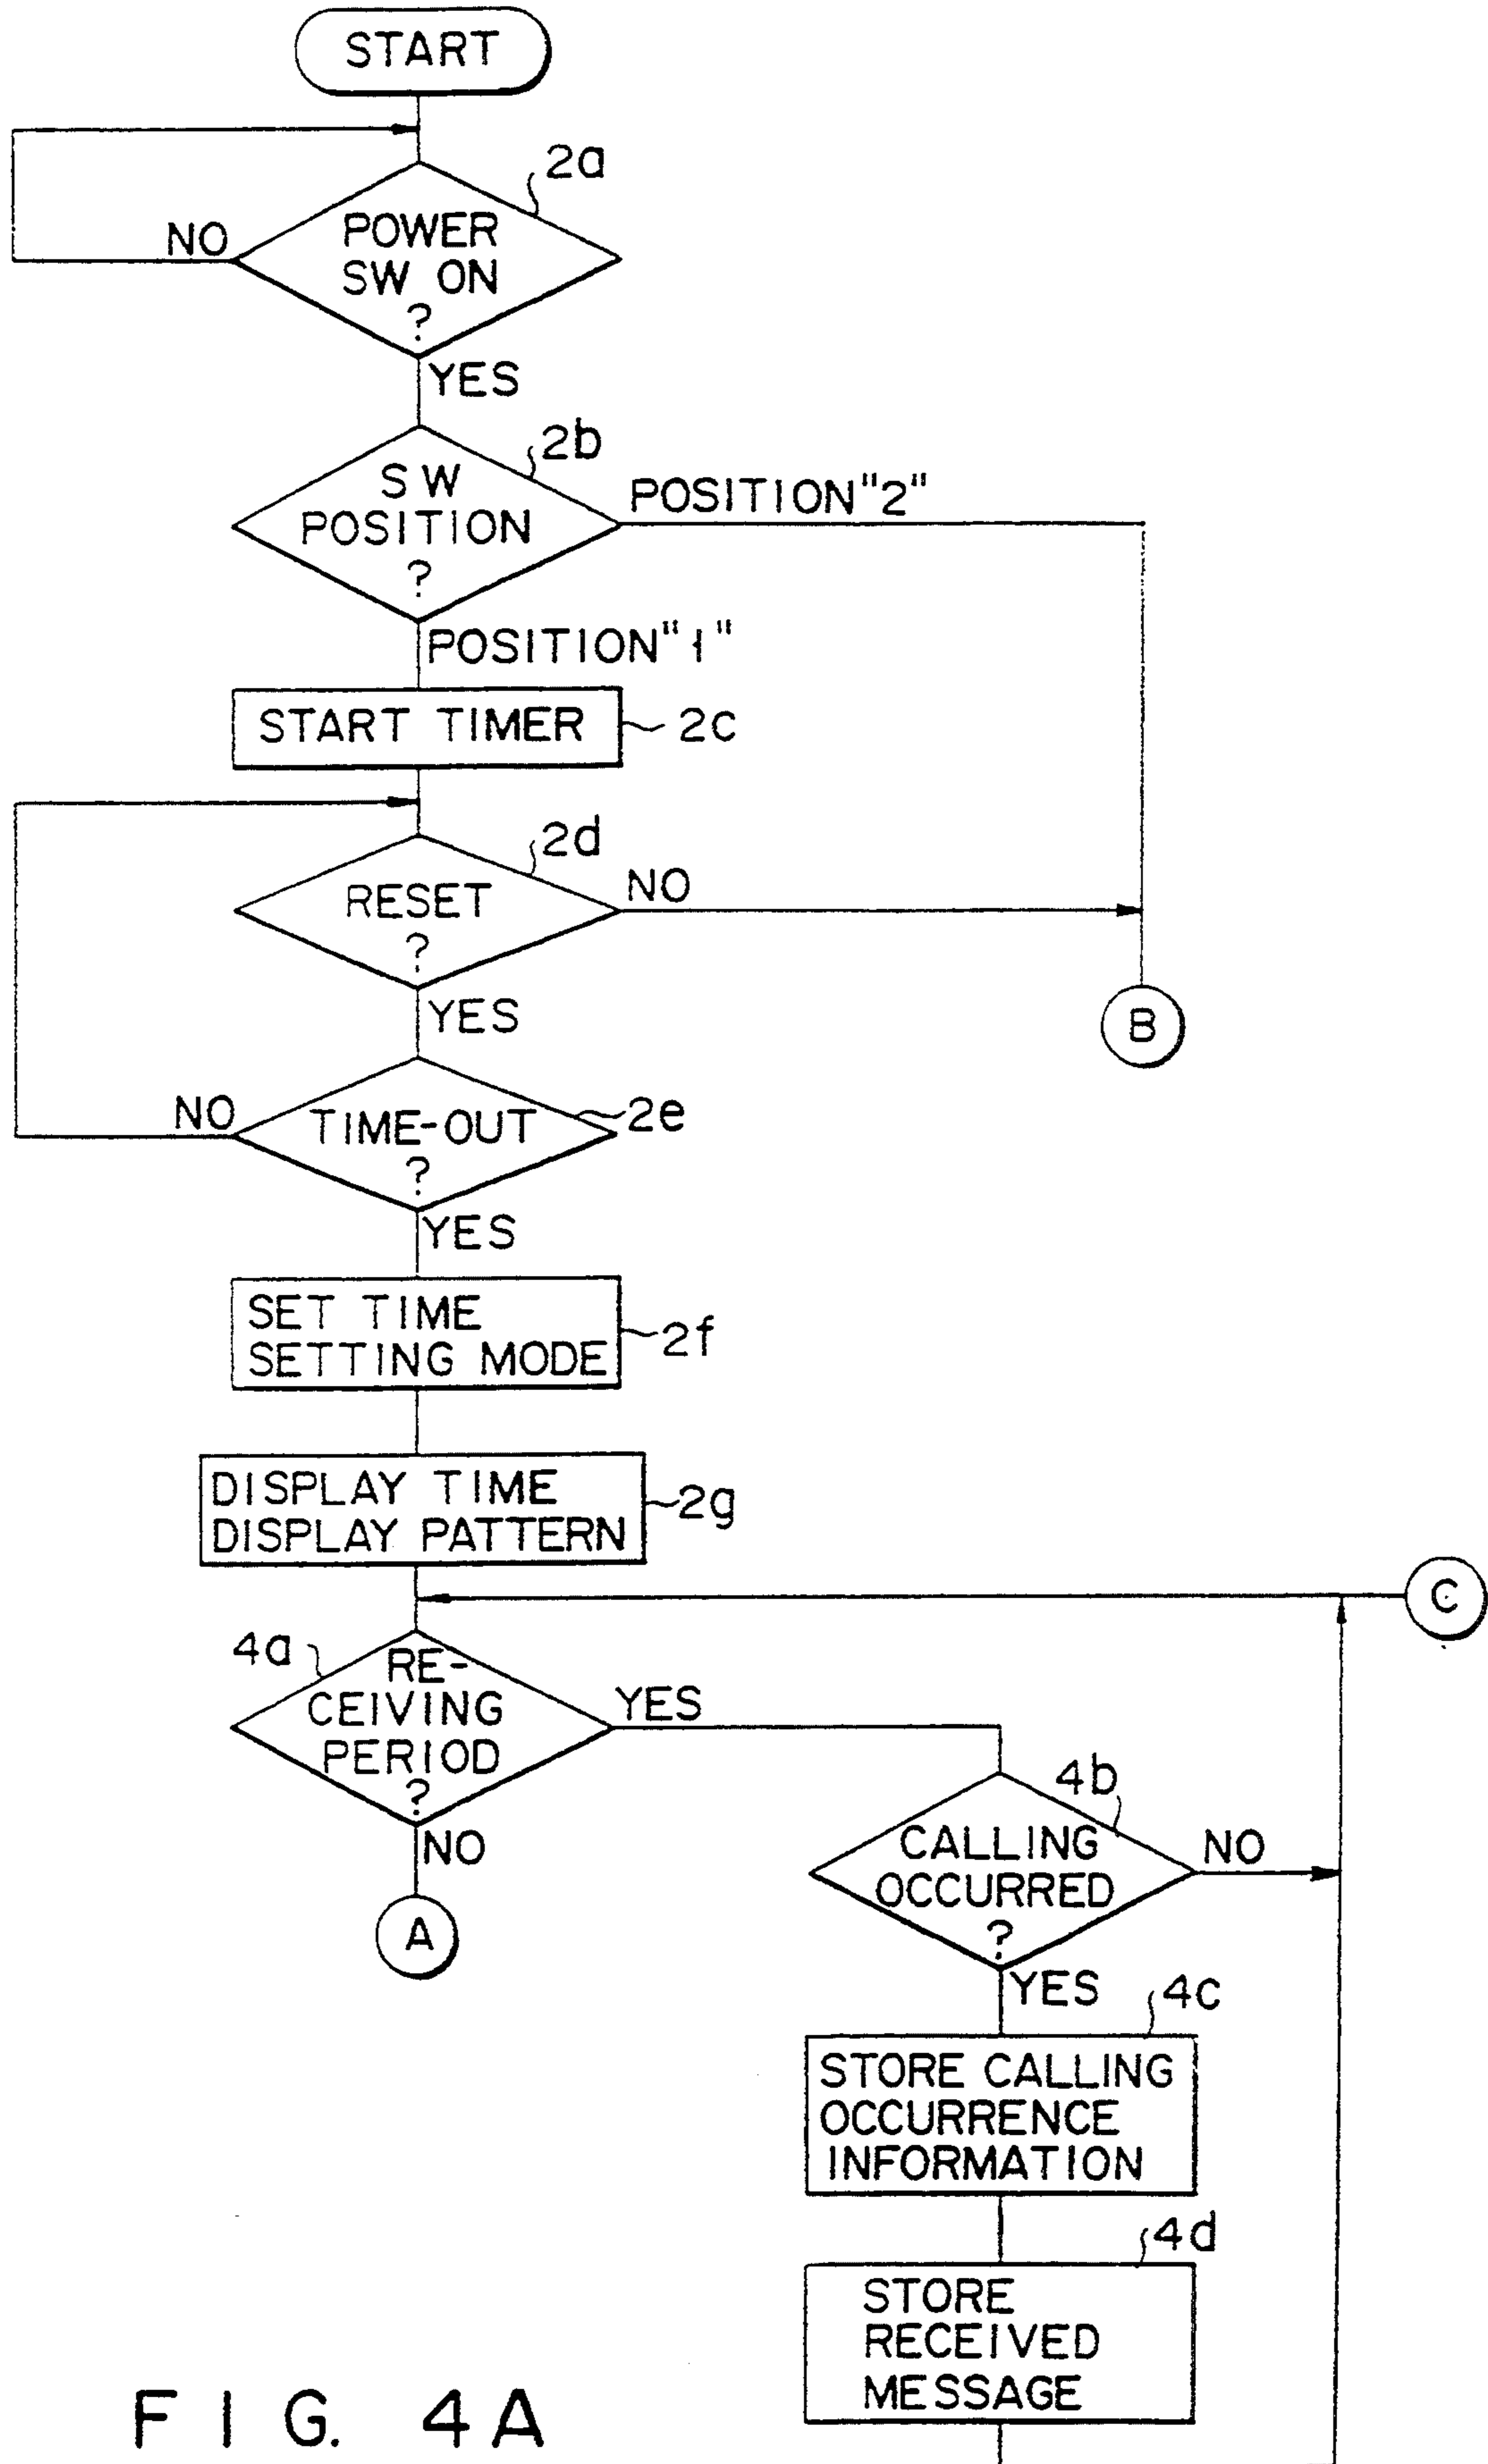 START
2a
NO
POWER
SW ON
?
YES
2b
SW
POSITION
?
POSITION"2"
POSITION"1"
START TIMER
2c
2d
RESET
?
NO
YES
B
NO
TIME-OUT
?
2e
YES
SET TIME
SETTING MODE
2f
DISPLAY TIME
DISPLAY PATTERN
2g
C
4a
RE-
CEIVING
PERIOD
?
YES
NO
A
4b
CALLING
OCCURRED
?
NO
YES
4c
STORE CALLING
OCCURRENCE
INFORMATION
4d
STORE
RECEIVED
MESSAGE
FIG. 4A